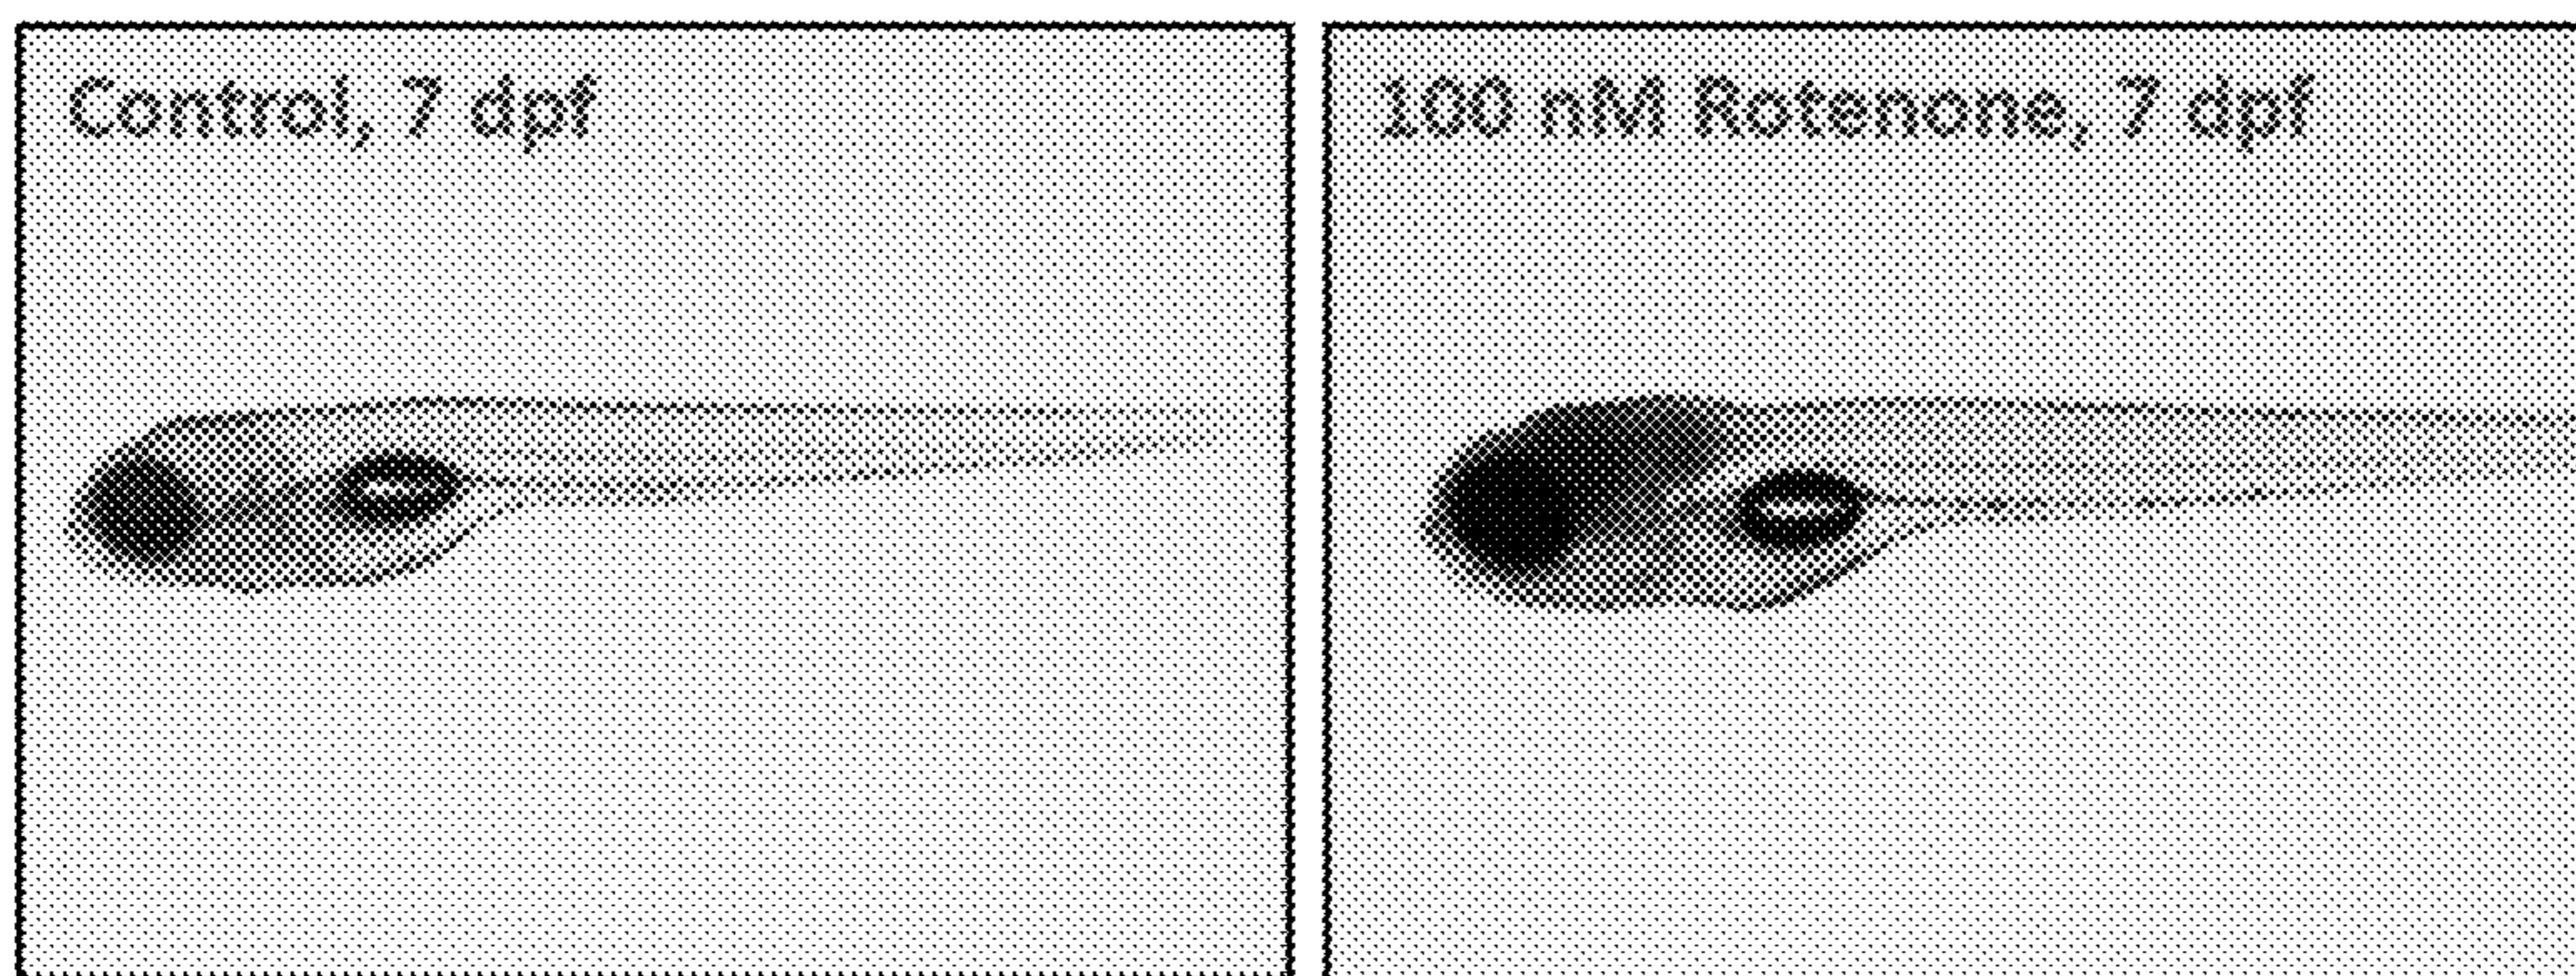 Control, 7 dpf
100 nM Rotenone, 7 dpf